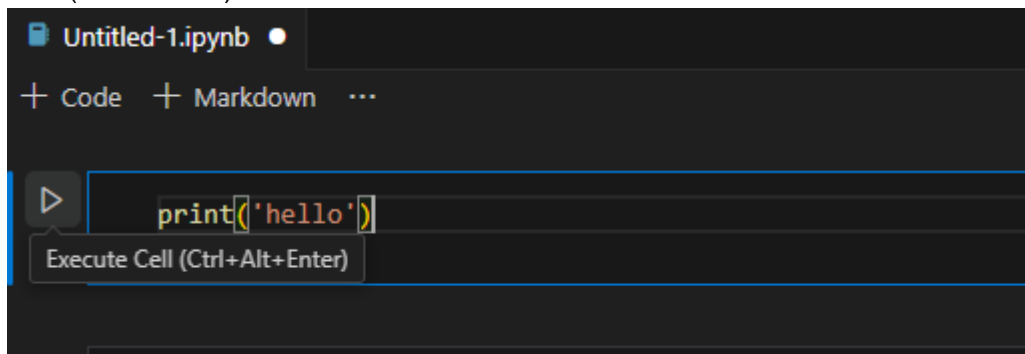 Untitled-1.ipynb
+ Code + Markdown ...
print('hello')
Execute Cell (Ctrl+Alt+Enter)